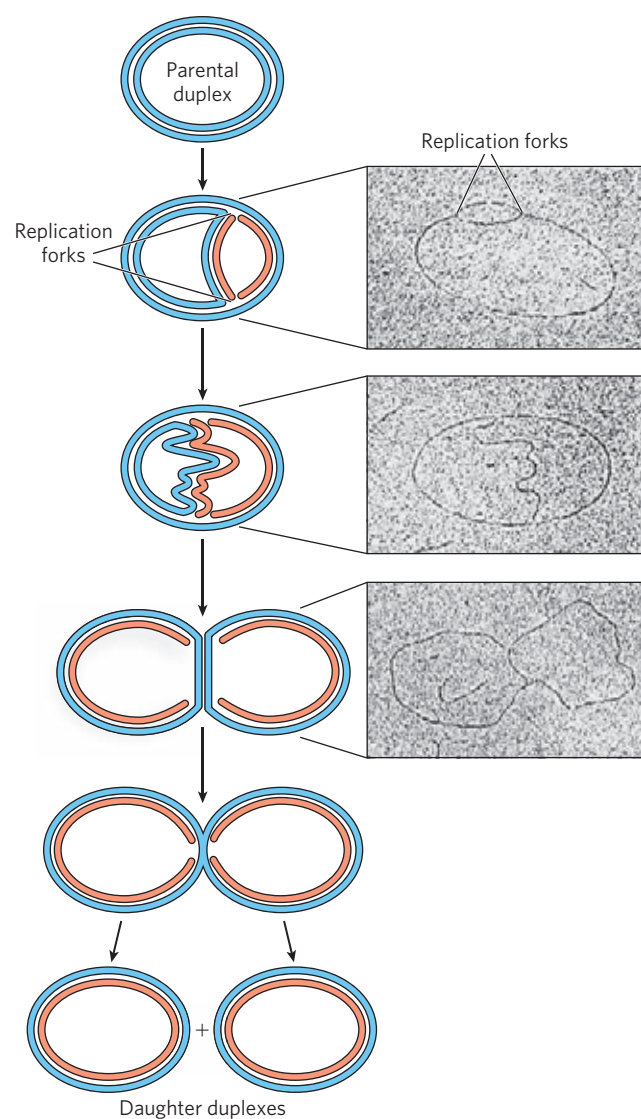 Parental
duplex
Replication forks
Replication
forks
+
Daughter duplexes